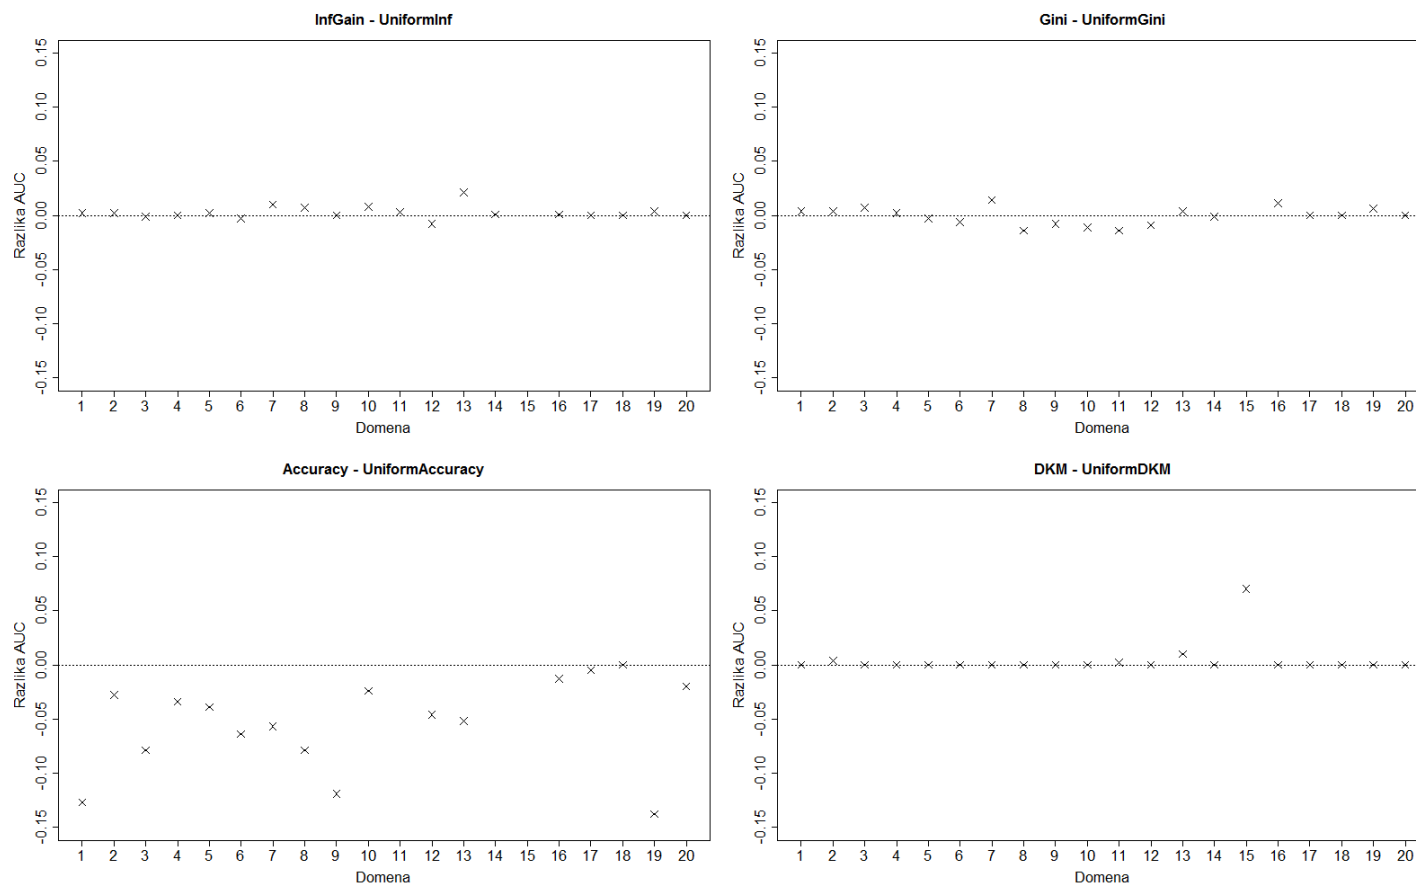 InfGain - UniformInf
Razlika AUC
0.15
0.10
0.05
0.00
-0.05
-0.10
-0.15
1 2 3 4 5 6 7 8 9 10 11 12 13 14 15 16 17 18 19 20
Domena
Gini - UniformGini
Razlika AUC
0.15
0.10
0.05
0.00
-0.05
-0.10
-0.15
1 2 3 4 5 6 7 8 9 10 11 12 13 14 15 16 17 18 19 20
Domena
Accuracy - UniformAccuracy
Razlika AUC
0.15
0.10
0.05
0.00
-0.05
-0.10
-0.15
1 2 3 4 5 6 7 8 9 10 11 12 13 14 15 16 17 18 19 20
Domena
DKM - UniformDKM
Razlika AUC
0.15
0.10
0.05
0.00
-0.05
-0.10
-0.15
1 2 3 4 5 6 7 8 9 10 11 12 13 14 15 16 17 18 19 20
Domena